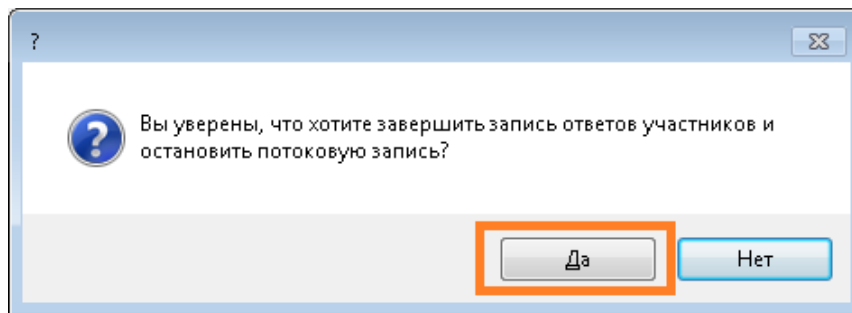 ?
Вы уверены, что хотите завершить запись ответов участников и
остановить потоковую запись?
Да
Нет